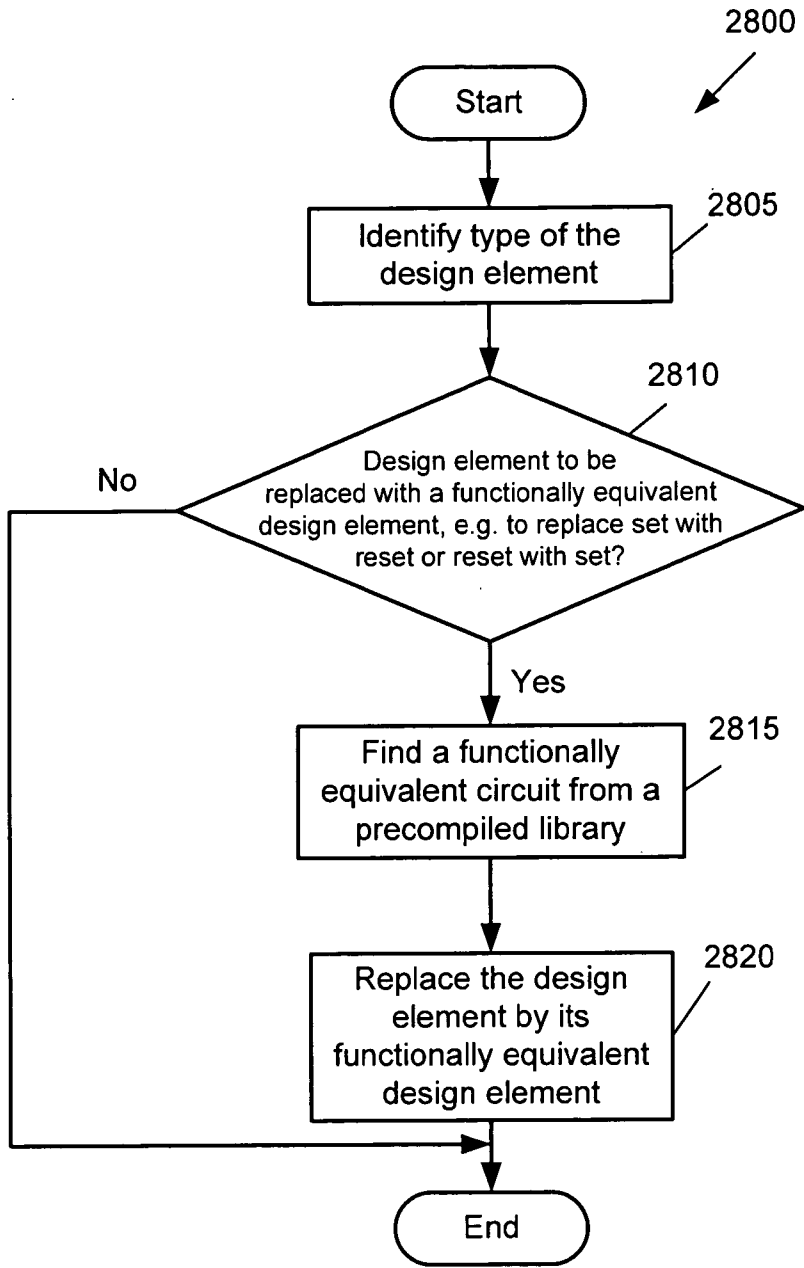 2800
Start
2805
Identify type of the
design element
2810
Design element to be
replaced with a functionally equivalent
design element, e.g. to replace set with
reset or reset with set?
No
Yes
2815
Find a functionally
equivalent circuit from a
precompiled library
2820
Replace the design
element by its
functionally equivalent
design element
End